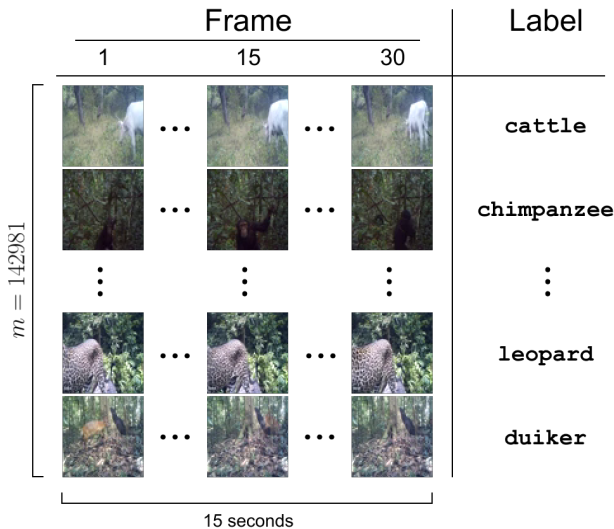 Frame Label
1 15 30
cattle
chimpanzee
m = 142981
leopard
duiker
15 seconds